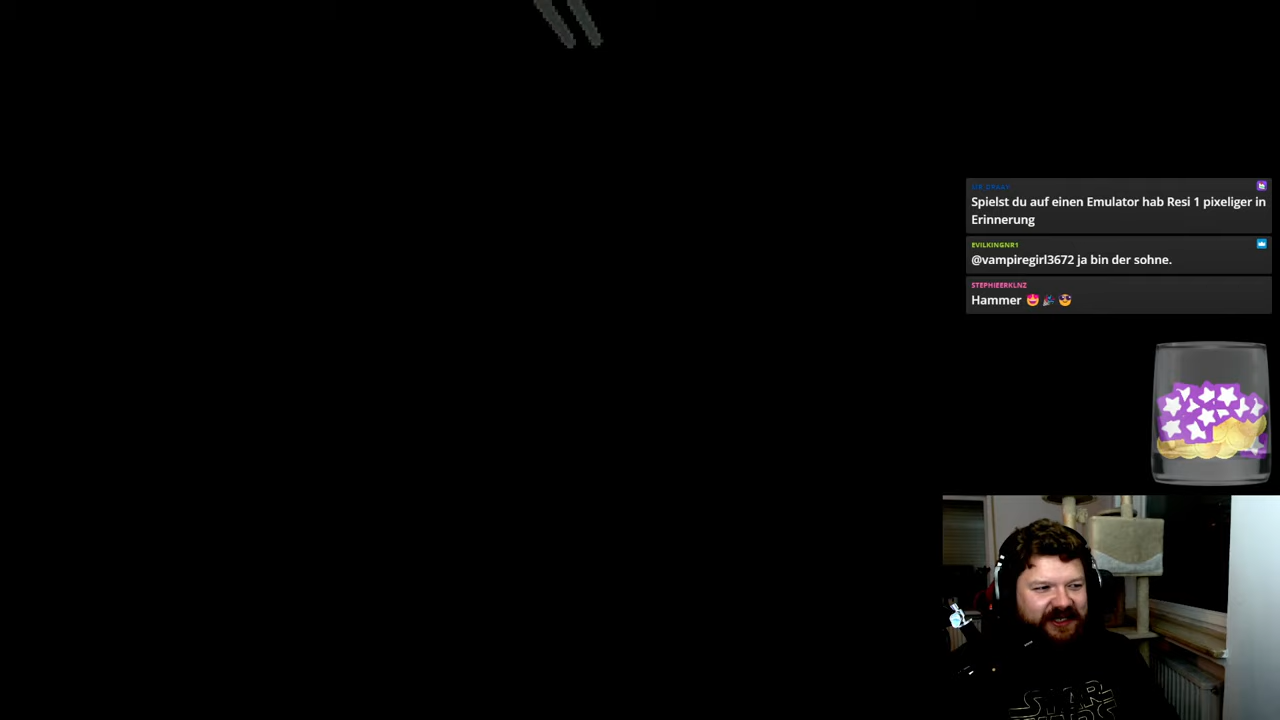 Spielst du auf einen Emulator hab Resi 1 pixeliger in
Erinnerung
EVILKINGNR1
@vampiregirl3672 ja bin der sohne.
STEPHIEERKLNZ
Hammer 🤩 🎉 😎